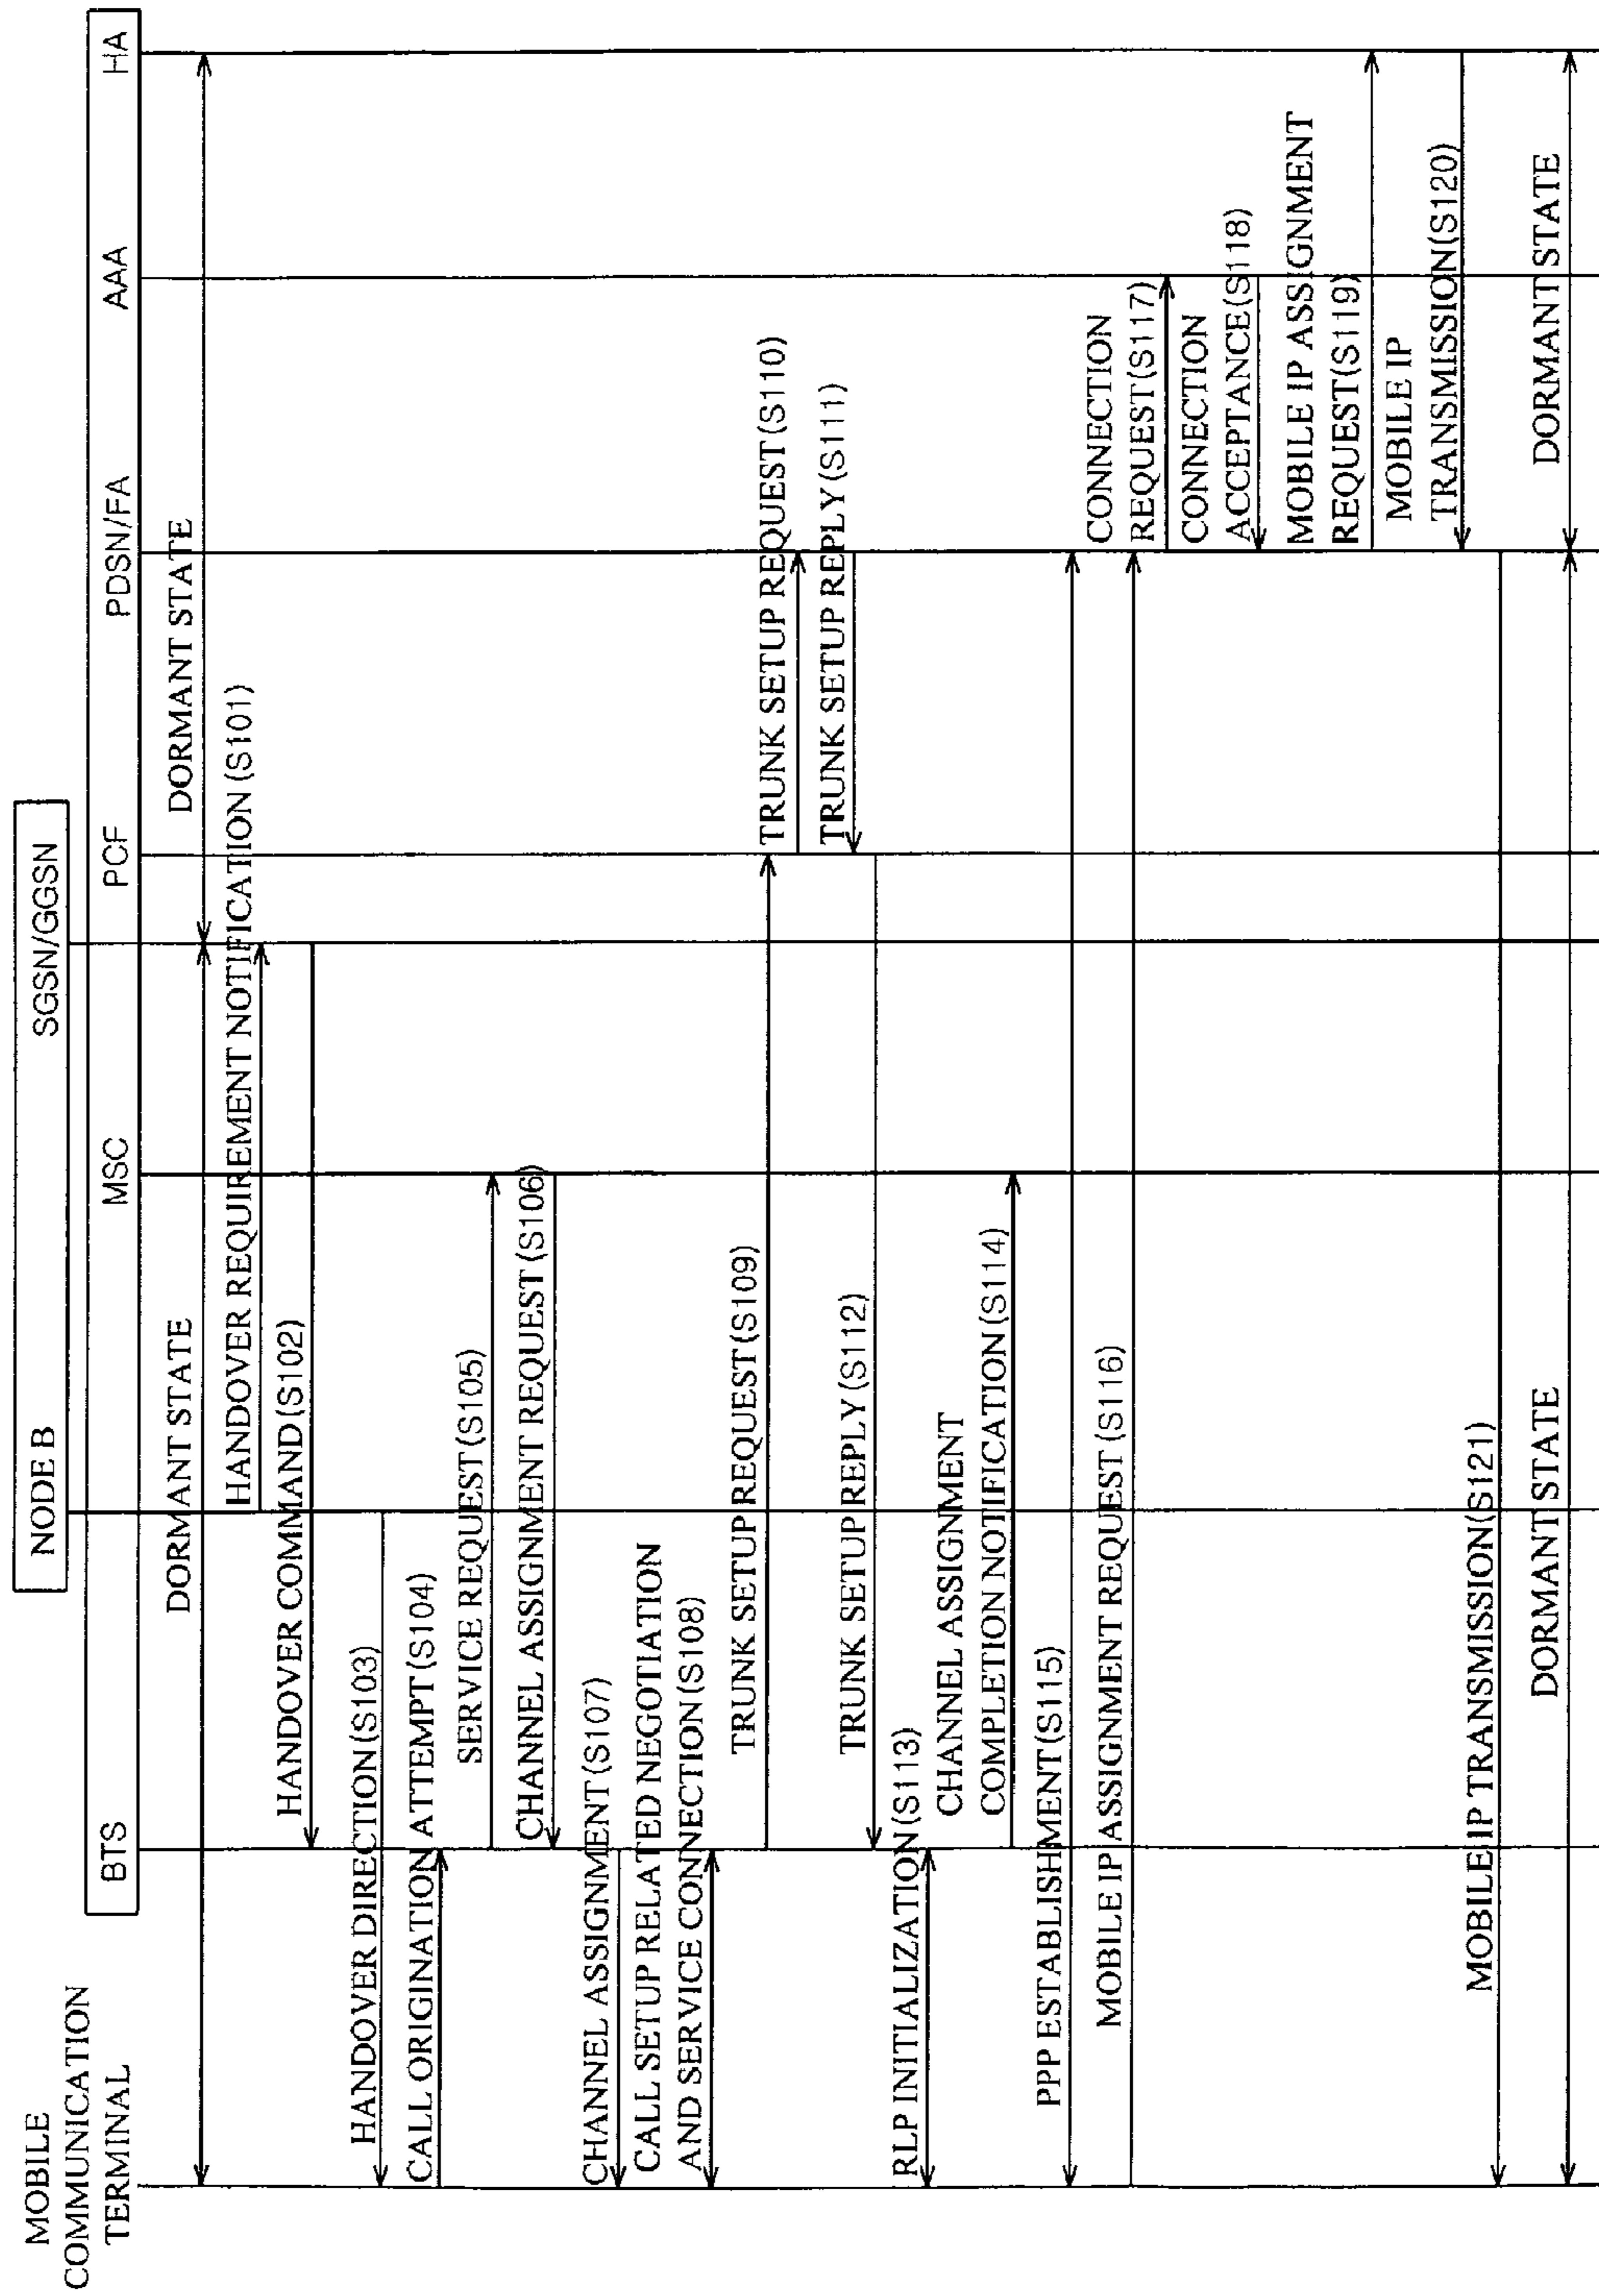 MOBILE
COMMUNICATION
TERMINAL
NODE B
SGSN/GGSN
BTS
MSC
PCF
PDSN/FA
AAA
HA
DORMANT STATE
DORMANT STATE
HANDOVER REQUIREMENT NOTIFICATION(S101)
HANDOVER COMMAND(S102)
HANDOVER DIRECTION(S103)
CALL ORIGINATION ATTEMPT(S104)
SERVICE REQUEST(S105)
CHANNEL ASSIGNMENT REQUEST(S106)
CHANNEL ASSIGNMENT(S107)
CALL SETUP RELATED NEGOTIATION
AND SERVICE CONNECTION(S108)
TRUNK SETUP REQUEST(S109)
TRUNK SETUP REQUEST(S110)
TRUNK SETUP REPLY(S111)
TRUNK SETUP REPLY(S112)
RLP INITIALIZATION(S113)
CHANNEL ASSIGNMENT
COMPLETION NOTIFICATION(S114)
PPP ESTABLISHMENT(S115)
MOBILE IP ASSIGNMENT REQUEST(S116)
CONNECTION
REQUEST(S117)
CONNECTION
ACCEPTANCE(S118)
MOBILE IP ASSIGNMENT
REQUEST(S119)
MOBILE IP
TRANSMISSION(S120)
MOBILE IP TRANSMISSION(S121)
DORMANT STATE
DORMANT STATE